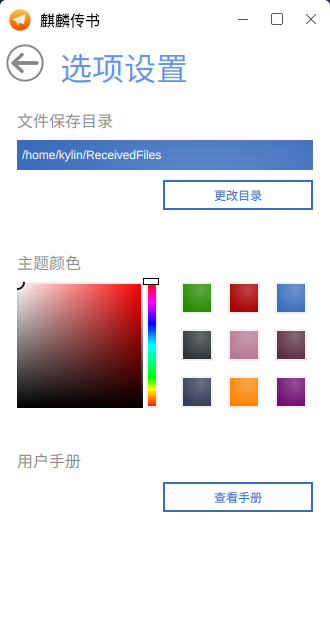 麒麟传书
选项设置
文件保存目录
/home/kylin/ReceivedFiles
更改目录
主题颜色
用户手册
查看手册